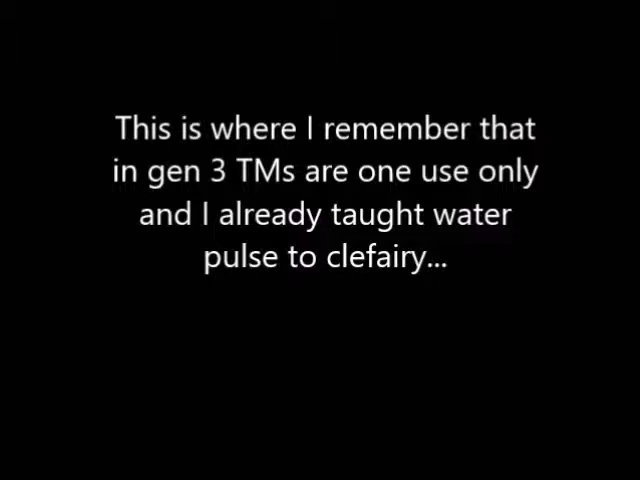 This is where I remember that
in gen 3 TMs are one use only
and I already taught water
pulse to clefairy...